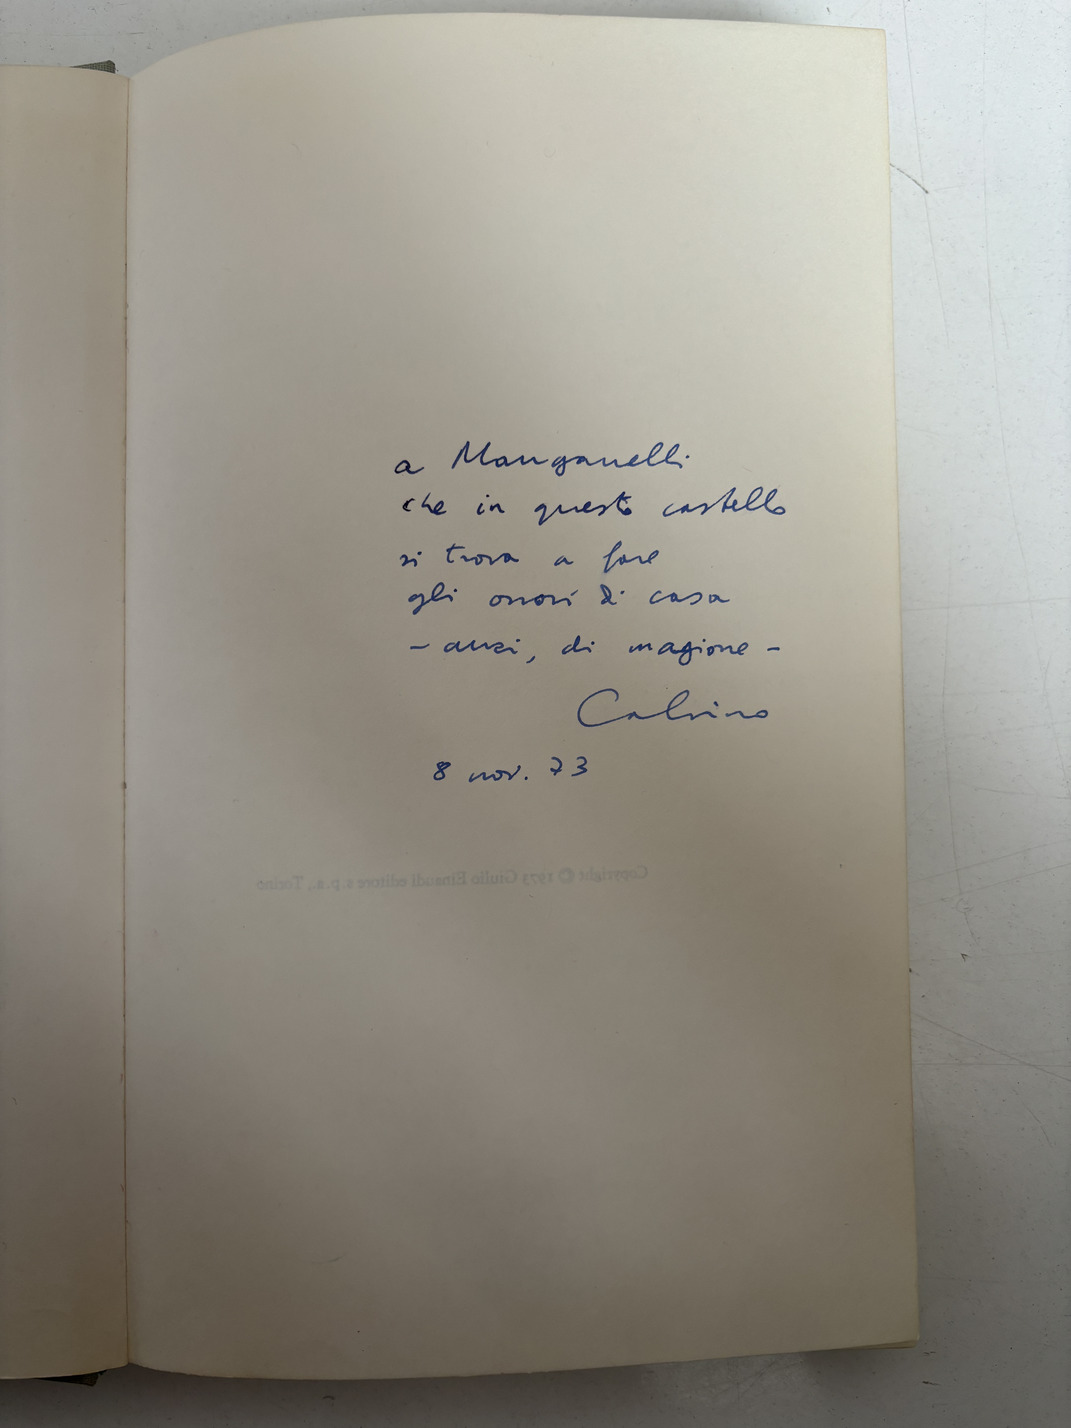 a Manganelli
che in questo castello
si trova a fare
gli onori di casa
– anzi, di magione –
Calvino
8 nov. 73
Copyright © 1973 Giulio Einaudi editore s.p.a., Torino